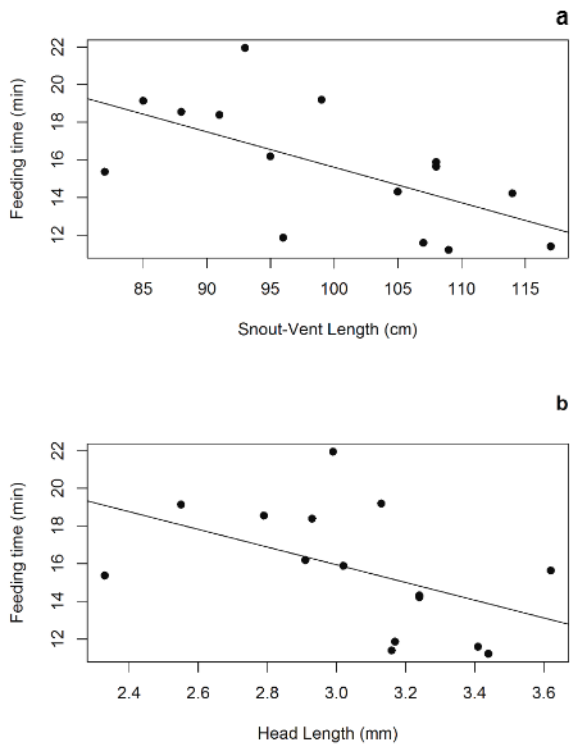 a
Feeding time (min)
22
20
18
16
14
12
85 90 95 100 105 110 115
Snout-Vent Length (cm)
b
Feeding time (min)
22
20
18
16
14
12
2.4 2.6 2.8 3.0 3.2 3.4 3.6
Head Length (mm)